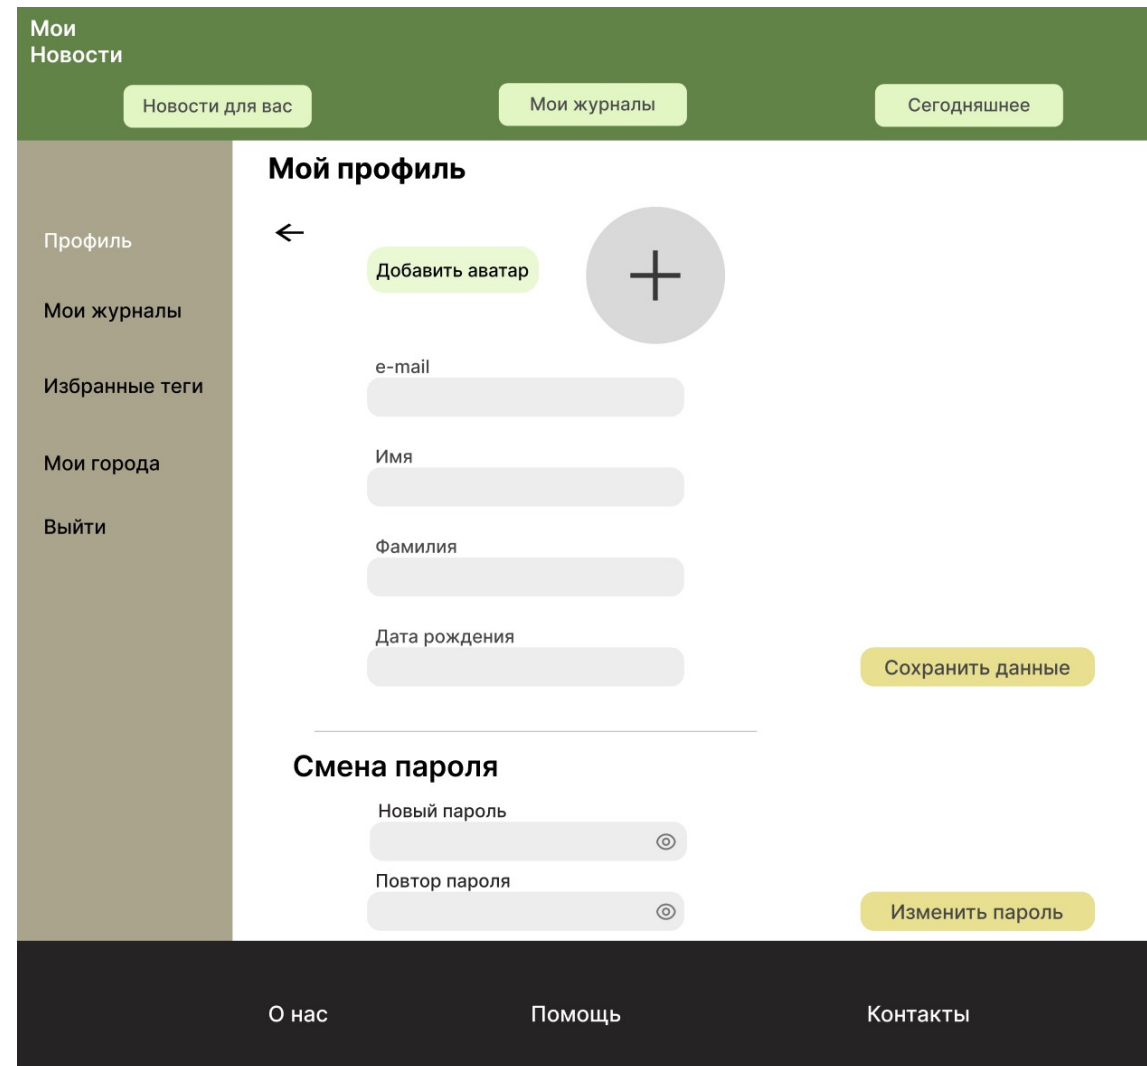 Мои
Новости
Новости для вас
Мои журналы
Сегодняшнее
Профиль
Мои журналы
Избранные теги
Мои города
Выйти
Мой профиль
Добавить аватар
e-mail
Имя
Фамилия
Дата рождения
Сохранить данные
Смена пароля
Новый пароль
Повтор пароля
Изменить пароль
О нас
Помощь
Контакты